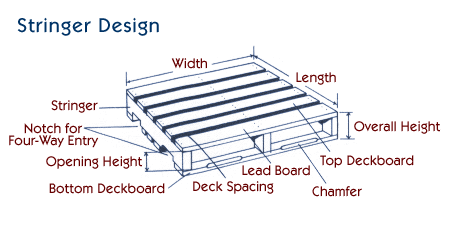 Stringer Design
Width
Length
Stringer
Notch for
Four-Way Entry
Overall Height
Opening Height
Top Deckboard
Lead Board
Bottom Deckboard
Deck Spacing
Chamfer